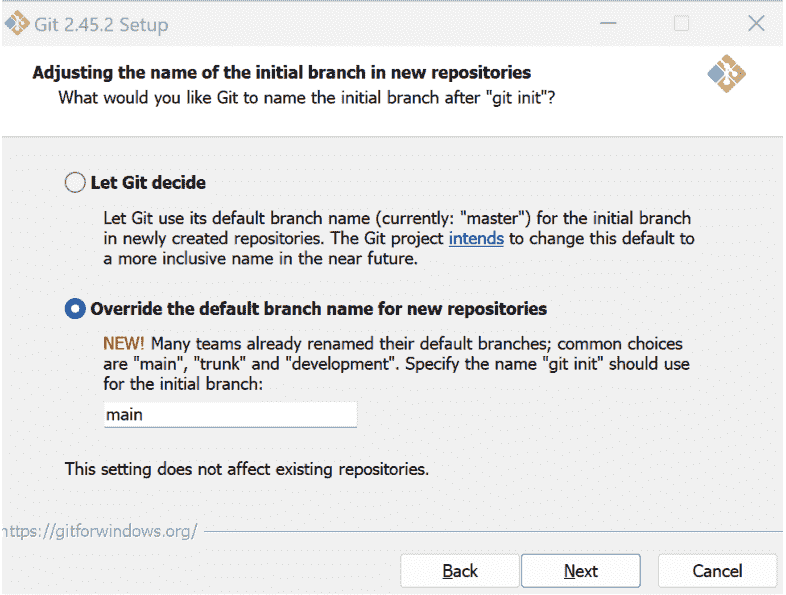 Git 2.45.2 Setup
Adjusting the name of the initial branch in new repositories
What would you like Git to name the initial branch after "git init"?
Let Git decide
Let Git use its default branch name (currently: "master") for the initial branch
in newly created repositories. The Git project intends to change this default to
a more inclusive name in the near future.
Override the default branch name for new repositories
NEW! Many teams already renamed their default branches; common choices
are "main", "trunk" and "development". Specify the name "git init" should use
for the initial branch:
main
This setting does not affect existing repositories.
https://gitforwindows.org/
Back Next Cancel